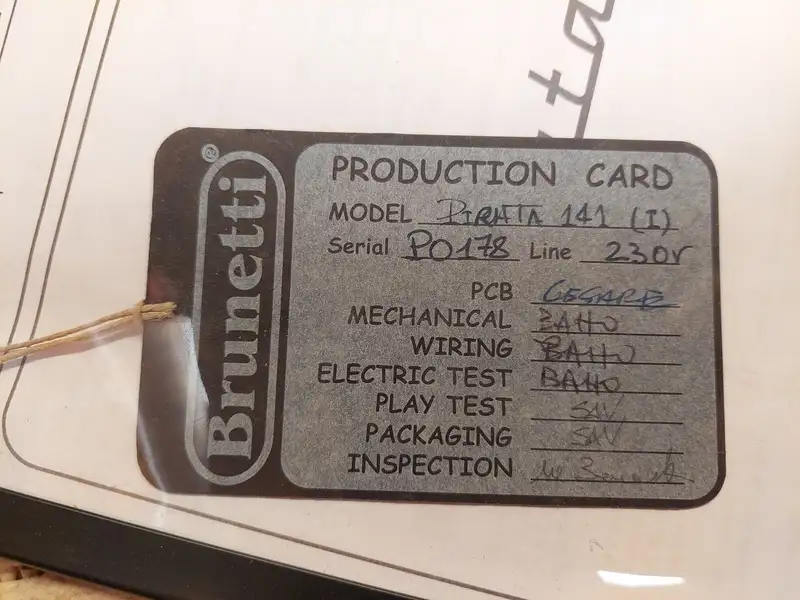 ta
Brunetti®
PRODUCTION CARD
MODEL PIRATA 141 (I)
Serial PO178 Line 230V
PCB CESARE
MECHANICAL BAHO
WIRING BAHO
ELECTRIC TEST BAHO
PLAY TEST SAV
PACKAGING SAV
INSPECTION